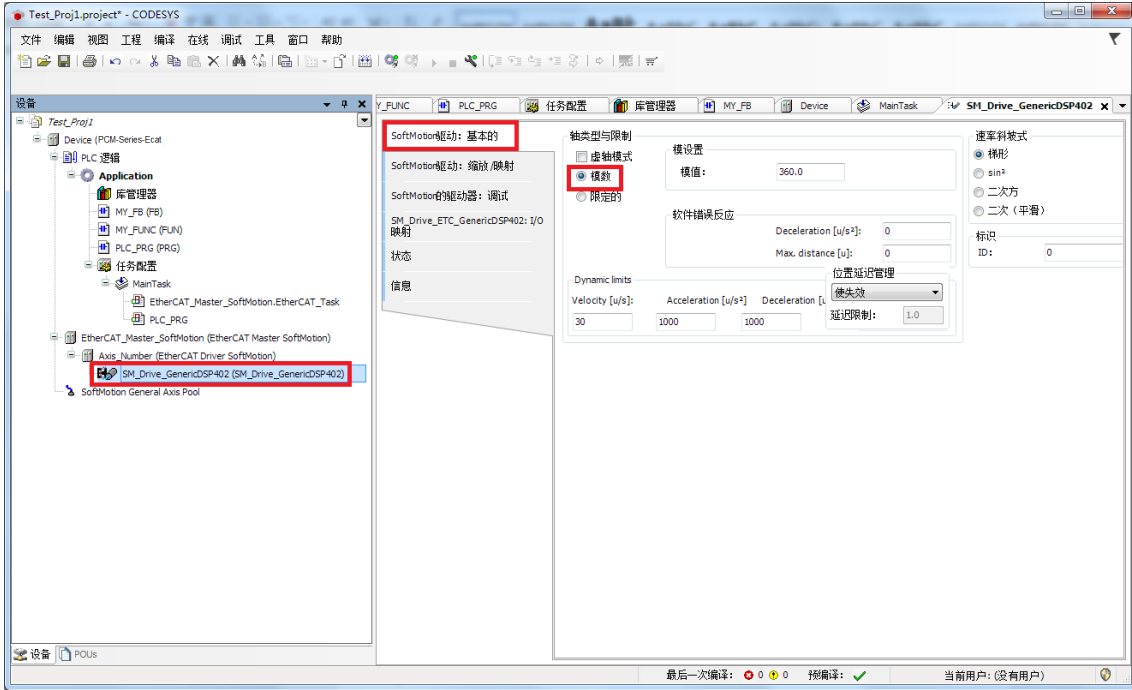 Test_Proj1.project* - CODESYS
文件 编辑 视图 工程 编译 在线 调试 工具 窗口 帮助
设备
Test_Proj1
Device (PCM-Series-Ecat
PLC 逻辑
Application
库管理器
MY_FB (FB)
MY_FUNC (FUN)
PLC_PRG (PRG)
任务配置
MainTask
EtherCAT_Master_SoftMotion.EtherCAT_Task
PLC_PRG
EtherCAT_Master_SoftMotion (EtherCAT Master SoftMotion)
Axis_Number (EtherCAT Driver SoftMotion)
SM_Drive_GenericDSP402 (SM_Drive_GenericDSP402)
SoftMotion General Axis Pool
设备 POUs
Y_FUNC PLC_PRG 任务配置 库管理器 MY_FB Device MainTask SM_Drive_GenericDSP402
SoftMotion驱动: 基本的
SoftMotion驱动: 缩放/映射
SoftMotion的驱动器: 调试
SM_Drive_ETC_GenericDSP402: I/O
映射
状态
信息
轴类型与限制
虚轴模式
模数
限定的
模设置
模值: 360.0
软件错误反应
Deceleration [u/s²]: 0
Max. distance [u]: 0
Dynamic limits
Velocity [u/s]: Acceleration [u/s²] Deceleration [u
30 1000 1000
位置延迟管理
使失效
延迟限制: 1.0
速率斜坡式
梯形
sin²
二次方
二次 (平滑)
标识
ID: 0
最后一次编译: 0 0 预编译: 当前用户: (没有用户)